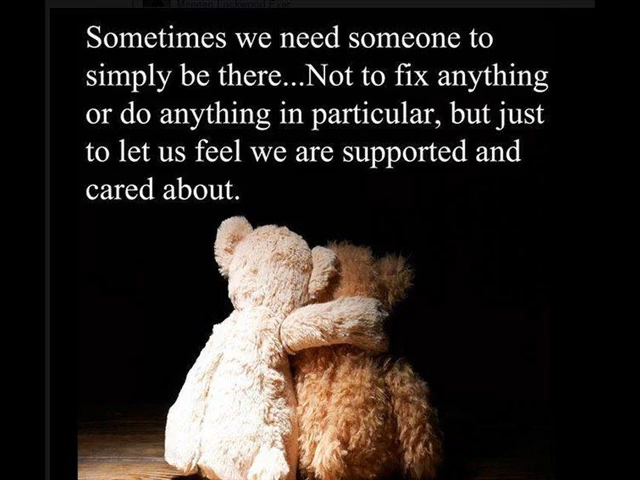 Sometimes we need someone to
simply be there...Not to fix anything
or do anything in particular, but just
to let us feel we are supported and
cared about.